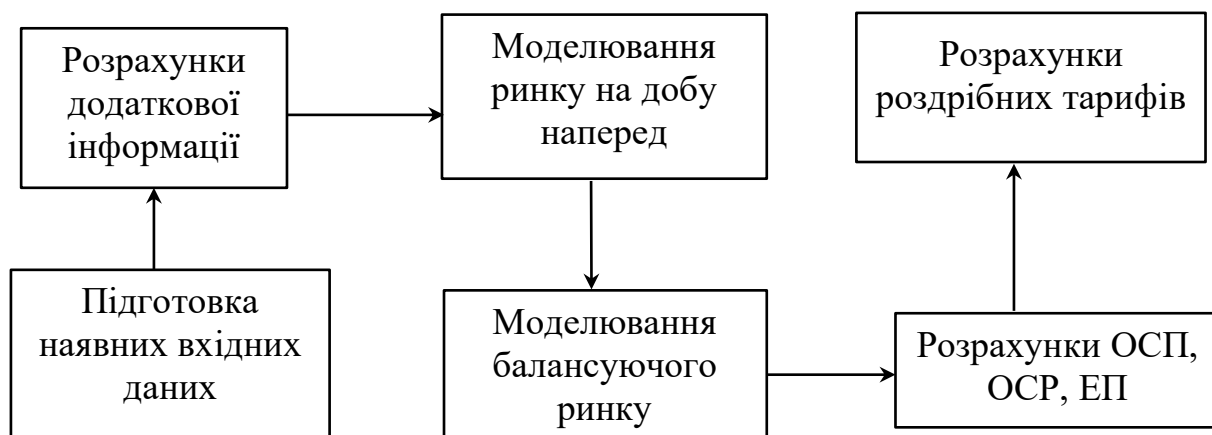 Розрахунки
додаткової
інформації
Моделювання
ринку на добу
наперед
Розрахунки
роздрібних тарифів
Підготовка
наявних вхідних
даних
Моделювання
балансуючого
ринку
Розрахунки ОСП,
ОСР, ЕП